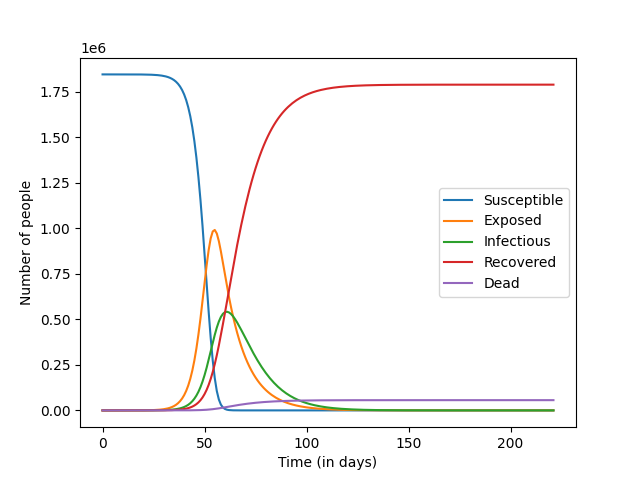 1e6
1.75
1.50
1.25
1.00
0.75
0.50
0.25
0.00
Number of people
Susceptible
Exposed
Infectious
Recovered
Dead
0 50 100 150 200
Time (in days)